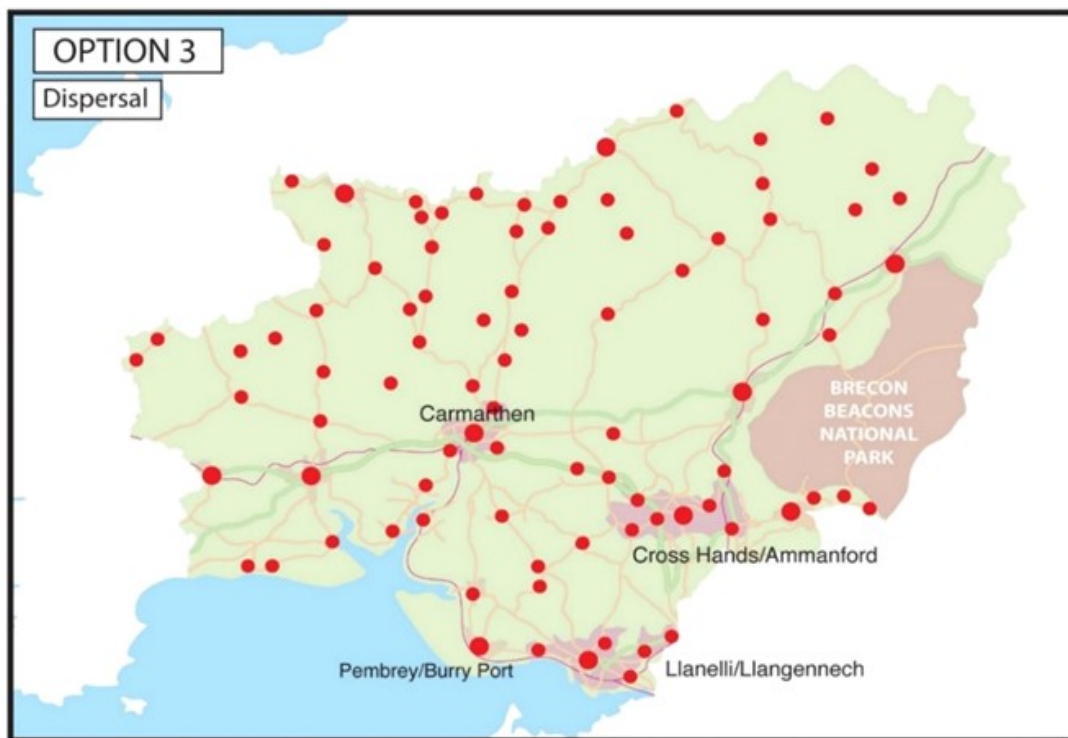 OPTION 3
Dispersal
BRECON
BEACONS
NATIONAL
PARK
Carmarthen
Cross Hands/Ammanford
Pembrey/Burry Port
Llanelli/Llangennech